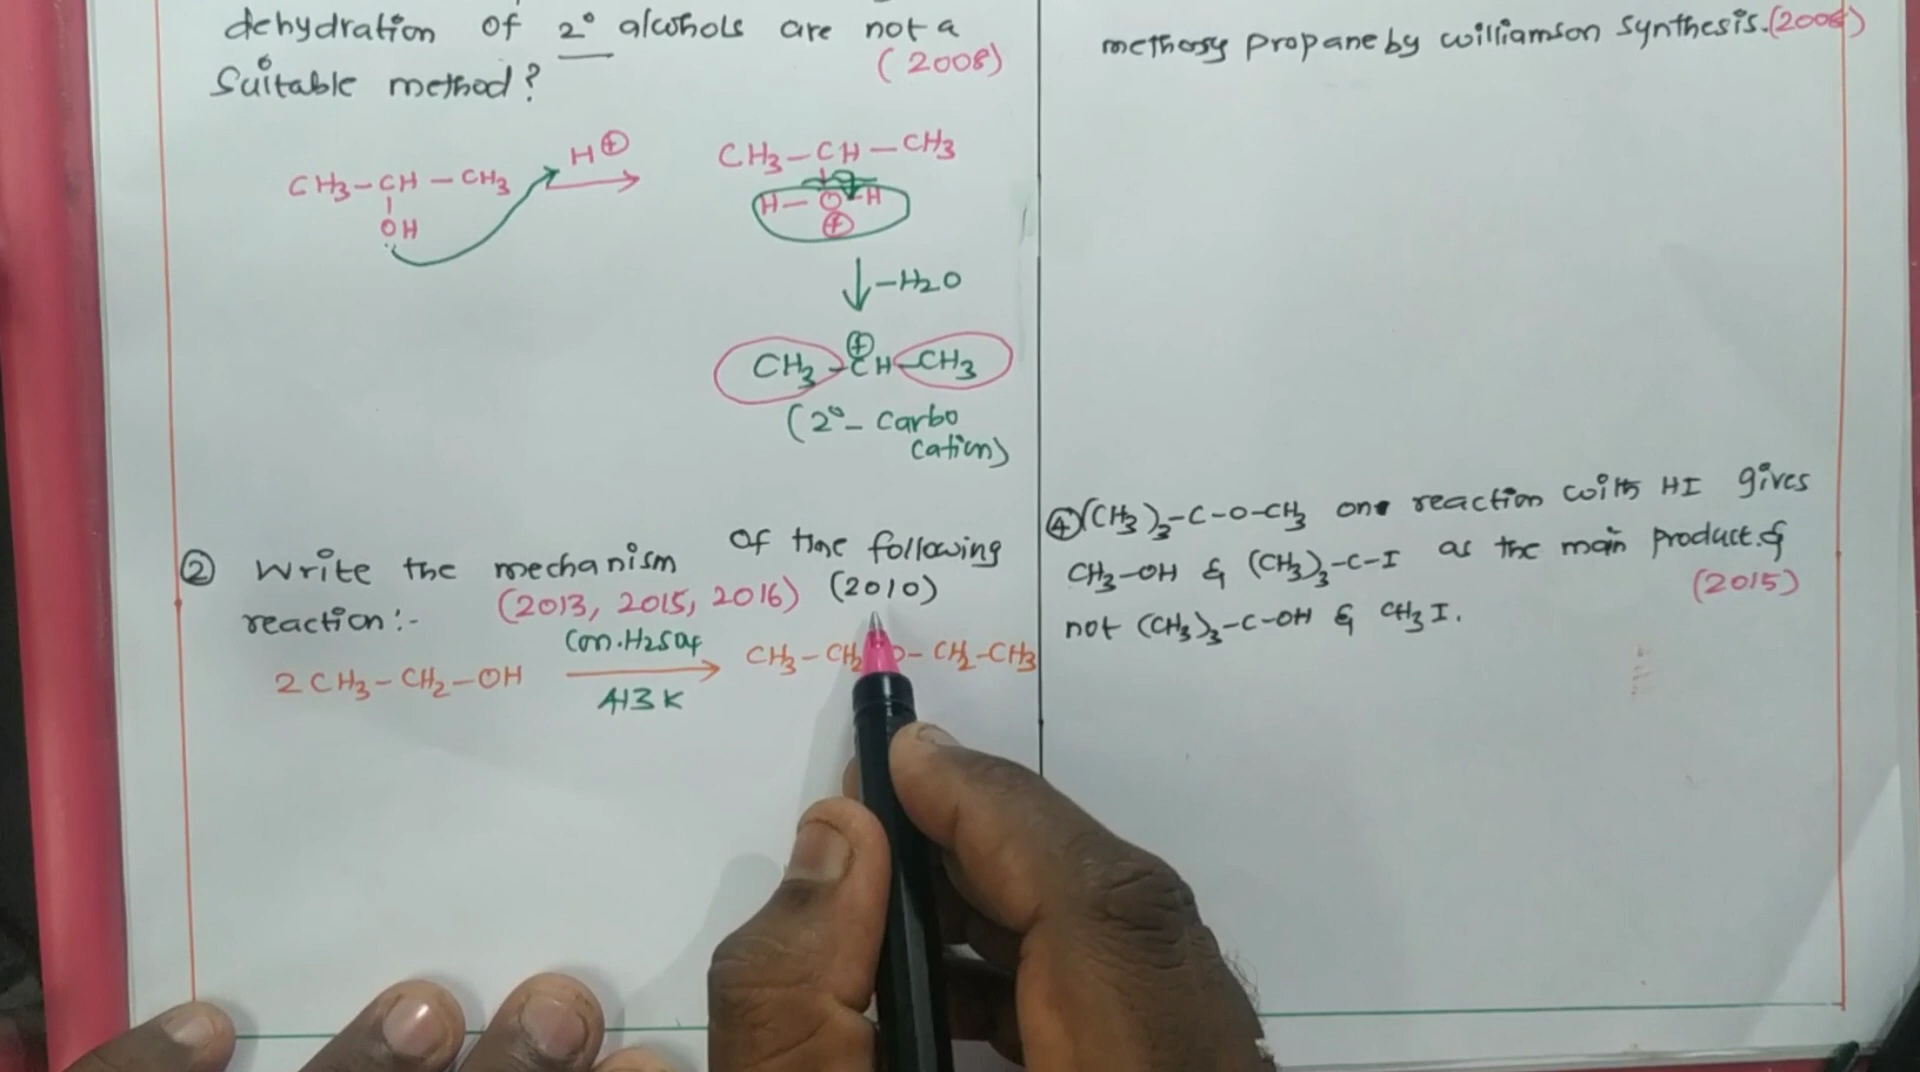 dehydration of 2° alcohols are not a
suitable method? (2008)
CH3-CH-CH3
OH
H⊕
CH3-CH-CH3
H-O-H
⊕
-H2O
⊕
CH3-CH-CH3
(2°- carbo
cation)
② Write the mechanism of the following
reaction:- (2013, 2015, 2016) (2010)
Con.H2SO4
2CH3-CH2-OH
413 K
CH3-CH2 O-CH2-CH3
methoxy propane by williamson synthesis.(2008)
④(CH3)3-C-O-CH3 on reaction with HI gives
CH3-OH & (CH3)3-C-I as the main product &
(2015)
not (CH3)3-C-OH & CH3I.